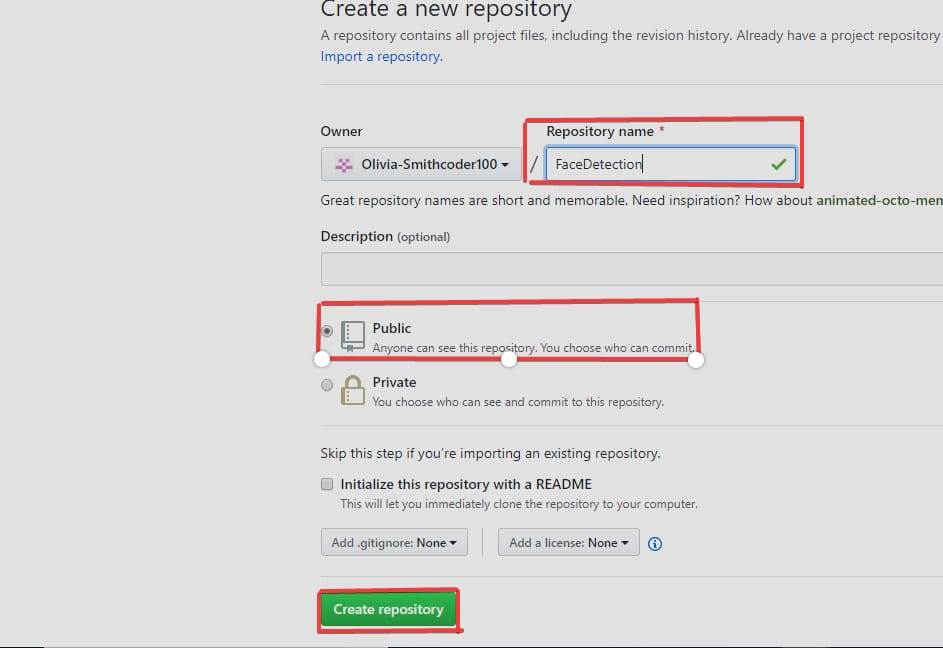 Create a new repository
A repository contains all project files, including the revision history. Already have a project repository
Import a repository.
Owner
Repository name *
Olivia-Smithcoder100
/
FaceDetection
Great repository names are short and memorable. Need inspiration? How about animated-octo-mem
Description (optional)
Public
Anyone can see this repository. You choose who can commit.
Private
You choose who can see and commit to this repository.
Skip this step if you're importing an existing repository.
Initialize this repository with a README
This will let you immediately clone the repository to your computer.
Add .gitignore: None
Add a license: None
Create repository